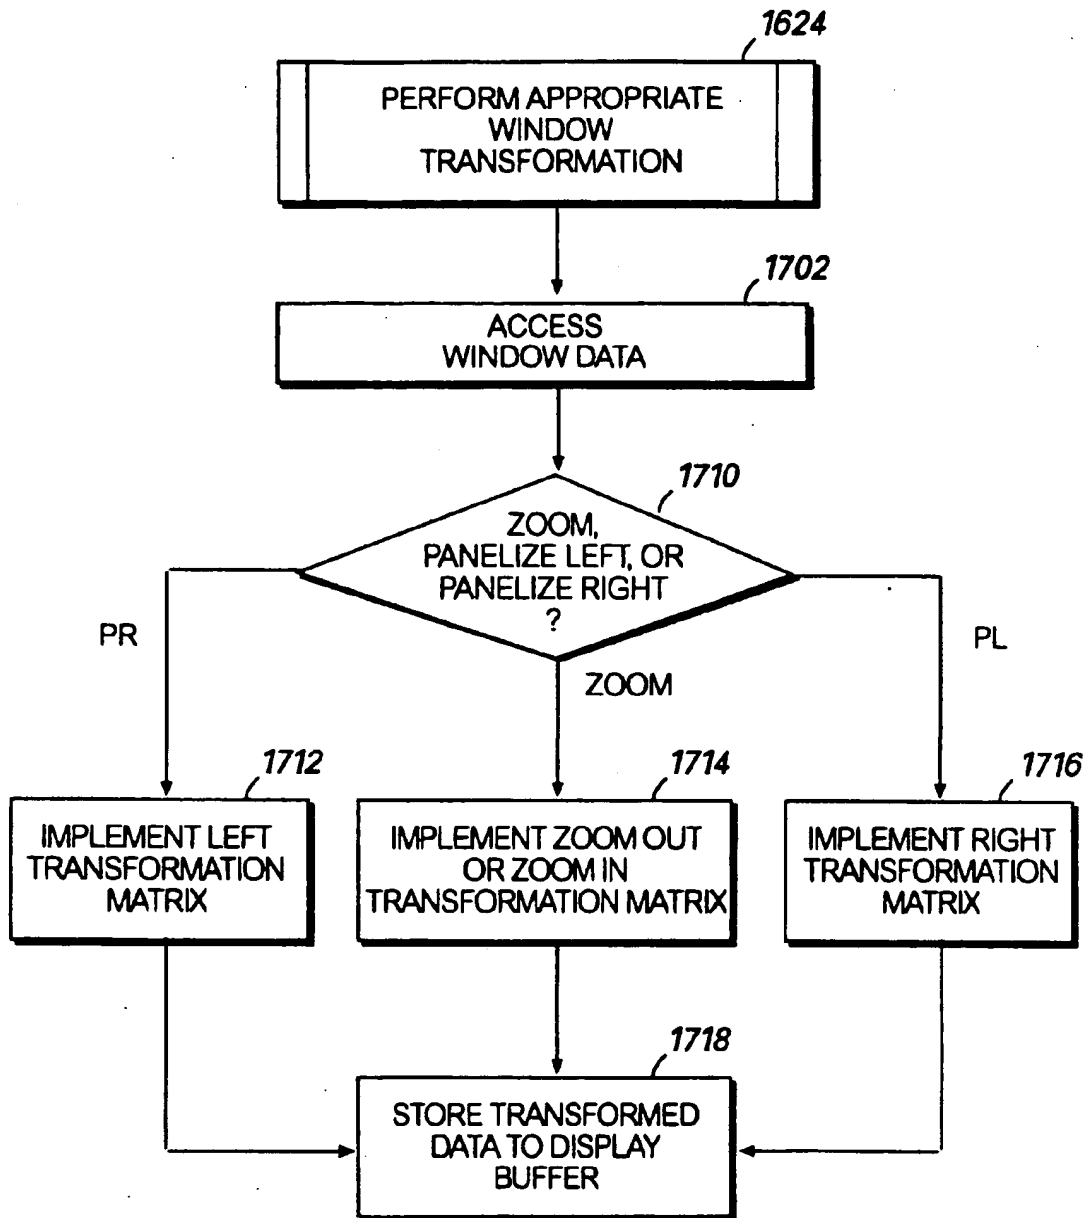 1624
PERFORM APPROPRIATE
WINDOW
TRANSFORMATION
1702
ACCESS
WINDOW DATA
1710
ZOOM,
PANELIZE LEFT, OR
PANELIZE RIGHT
?
PR
ZOOM
PL
1712
IMPLEMENT LEFT
TRANSFORMATION
MATRIX
1714
IMPLEMENT ZOOM OUT
OR ZOOM IN
TRANSFORMATION MATRIX
1716
IMPLEMENT RIGHT
TRANSFORMATION
MATRIX
1718
STORE TRANSFORMED
DATA TO DISPLAY
BUFFER